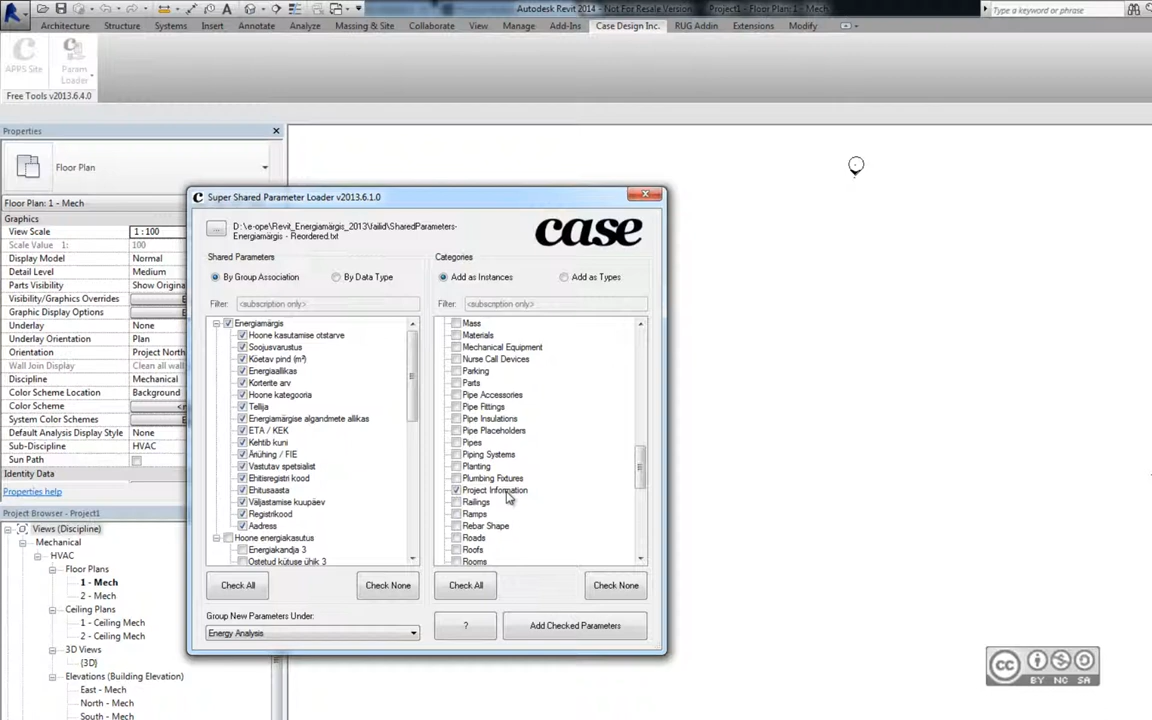 Autodesk Revit 2014 - Not For Resale Version - Project1 - Floor Plan: 1 - Mech
Type a keyword or phrase
Architecture Structure Systems Insert Annotate Analyze Massing & Site Collaborate View Manage Add-Ins Case Design Inc. RUG Addin Extensions Modify
APPS Site
Param Loader
Free Tools v2013.6.4.0
Properties
Floor Plan
Floor Plan: 1 - Mech
Graphics
View Scale 1 : 100
Scale Value 1: 100
Display Model Normal
Detail Level Medium
Parts Visibility Show Original
Visibility/Graphics Overrides
Graphic Display Options
Underlay None
Underlay Orientation Plan
Orientation Project North
Wall Join Display Clean all wall
Discipline Mechanical
Color Scheme Location Background
Color Scheme
System Color Schemes
Default Analysis Display Style None
Sub-Discipline HVAC
Sun Path
Identity Data
Properties help
Project Browser - Project1
Views (Discipline)
Mechanical
HVAC
Floor Plans
1 - Mech
2 - Mech
Ceiling Plans
1 - Ceiling Mech
2 - Ceiling Mech
3D Views
{3D}
Elevations (Building Elevation)
East - Mech
North - Mech
South - Mech
Super Shared Parameter Loader v2013.6.1.0
...
D:\e-ope\Revit_Energiamärgis_2013\failid\SharedParameters-
Energiamärgis - Reordered.txt
case
Shared Parameters
By Group Association By Data Type
Filter: <subscription only>
Energiamärgis
Hoone kasutamise otstarve
Soojusvarustus
Köetav pind (m²)
Energiaallikas
Korterite arv
Hoone kategooria
Tellija
Energiamärgise algandmete allikas
ETA / KEK
Kehtib kuni
Äriühing / FIE
Vastutav spetsialist
Ehitisregistri kood
Ehitusaasta
Väljastamise kuupäev
Registrikood
Aadress
Hoone energiakasutus
Energiakandja 3
Ostetud kütuse ühik 3
Check All
Check None
Group New Parameters Under:
Energy Analysis
Categories
Add as Instances Add as Types
Filter: <subscription only>
Mass
Materials
Mechanical Equipment
Nurse Call Devices
Parking
Parts
Pipe Accessories
Pipe Fittings
Pipe Insulations
Pipe Placeholders
Pipes
Piping Systems
Planting
Plumbing Fixtures
Project Information
Railings
Ramps
Rebar Shape
Roads
Roofs
Rooms
Check All
Check None
?
Add Checked Parameters
cc
BY NC SA